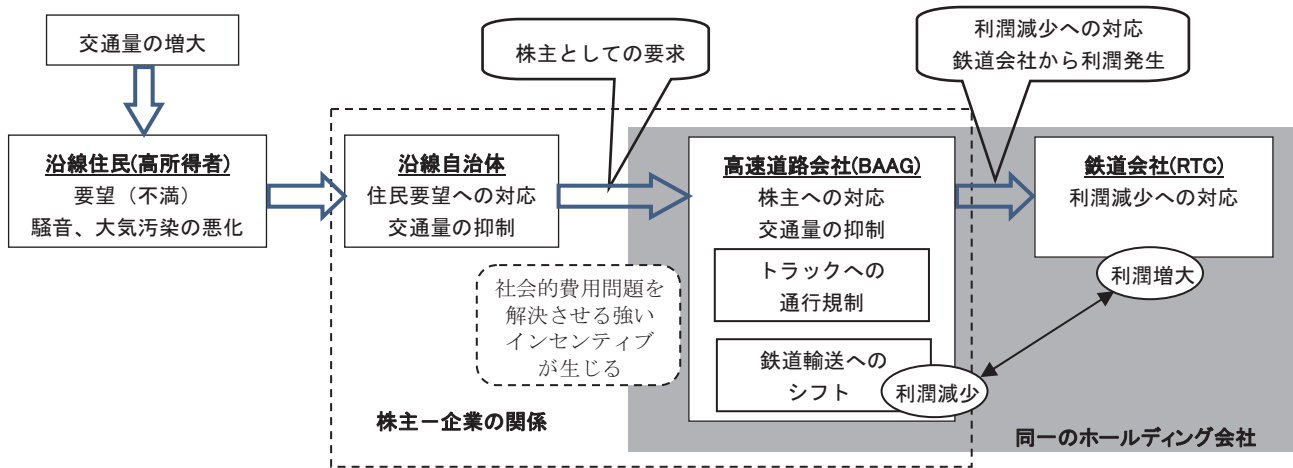 交通量の増大
株主としての要求
利潤減少への対応
鉄道会社から利潤発生
沿線住民(高所得者)
要望（不満）
騒音、大気汚染の悪化
沿線自治体
住民要望への対応
交通量の抑制
高速道路会社(BAAG)
株主への対応
交通量の抑制
トラックへの
通行規制
鉄道輸送への
シフト
利潤減少
鉄道会社(RTC)
利潤減少への対応
利潤増大
社会的費用問題を
解決させる強い
インセンティブ
が生じる
株主－企業の関係
同一のホールディング会社